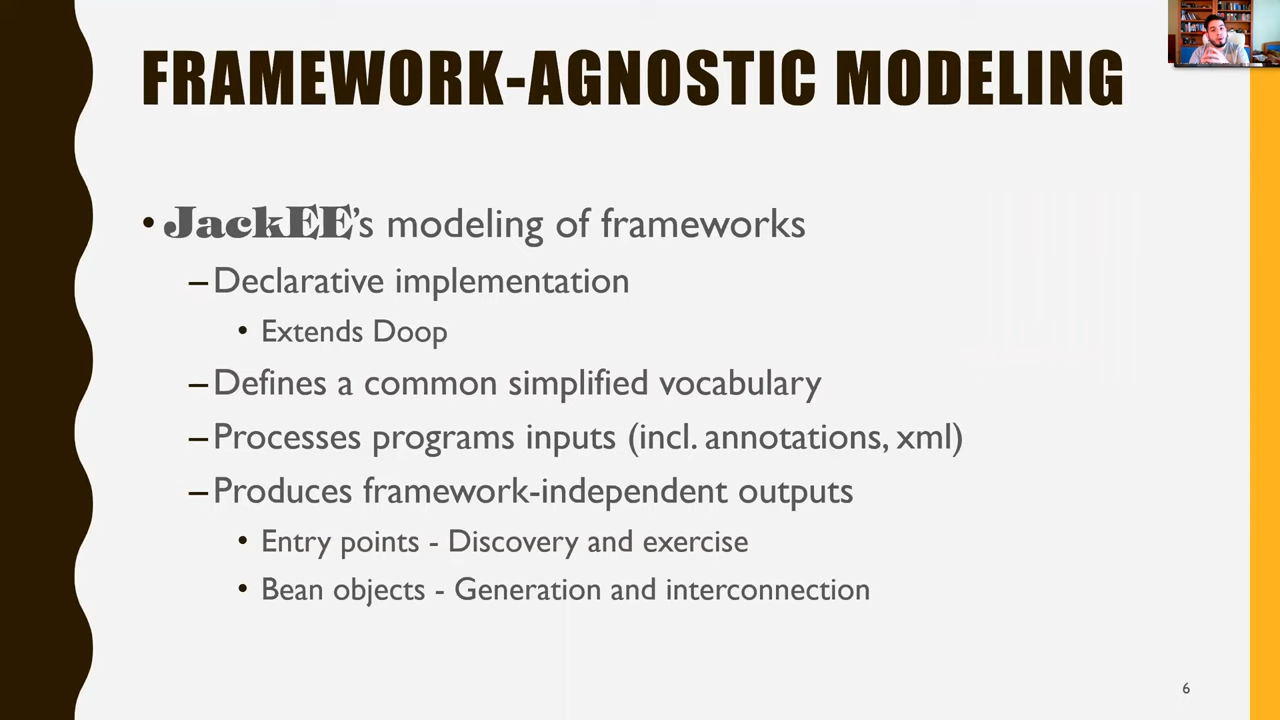 FRAMEWORK-AGNOSTIC MODELING
• JackEE's modeling of frameworks
–Declarative implementation
• Extends Doop
–Defines a common simplified vocabulary
–Processes programs inputs (incl. annotations, xml)
–Produces framework-independent outputs
• Entry points - Discovery and exercise
• Bean objects - Generation and interconnection
6